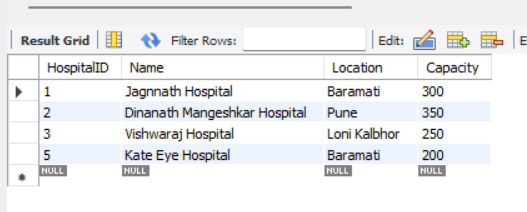 Result Grid Filter Rows: Edit: E
HospitalID Name Location Capacity
1 Jagnnath Hospital Baramati 300
2 Dinanath Mangeshkar Hospital Pune 350
3 Vishwaraj Hospital Loni Kalbhor 250
5 Kate Eye Hospital Baramati 200
NULL NULL NULL NULL